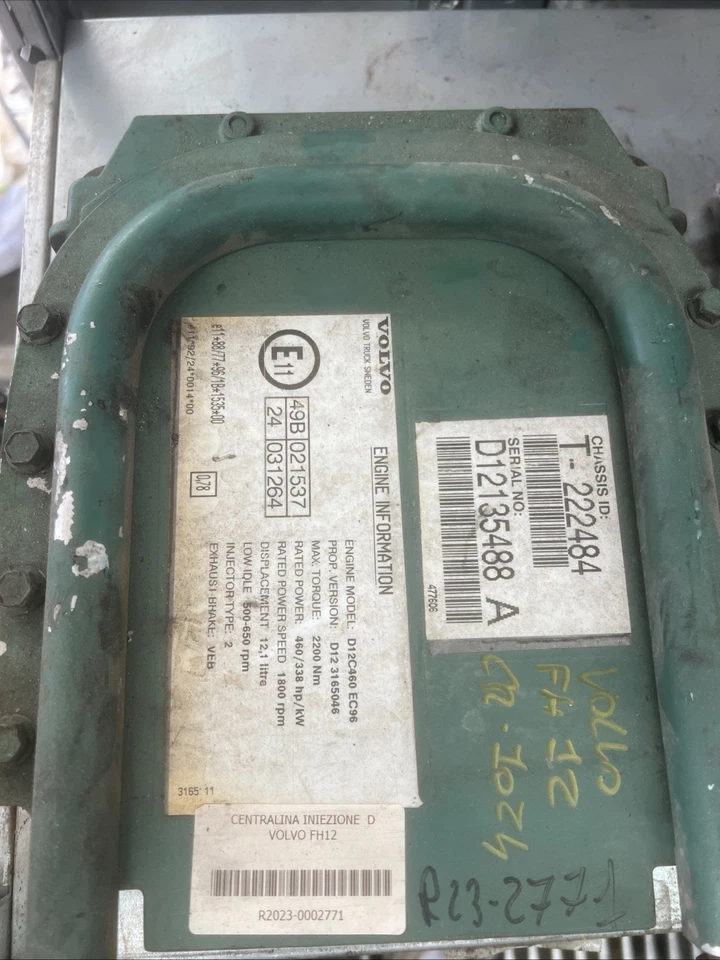 VOLVO
VOLVO TRUCK SWEDEN
ENGINE INFORMATION
ENGINE MODEL: D12C460 EC96
PROP. VERSION: D12 3165046
MAX. TORQUE: 2200 Nm
RATED POWER: 460/338 hp/kW
RATED POWER SPEED 1800 rpm
DISPLACEMENT 12,1 litre
LOW IDLE 500-650 rpm
INJECTOR TYPE: 2
EXHAUST BRAKE: VEB
E 11
49B 021537
24 031264
0,78
e11*88/77*96/1B*1535*00
e11*92/24*0014*00
3165 11
CHASSIS ID:
T- 222484
SERIAL NO:
D12135488 A
477606
VOLVO
FH 12
CENTRALINA INIEZIONE D
VOLVO FH12
R2023-0002771
R23-2771